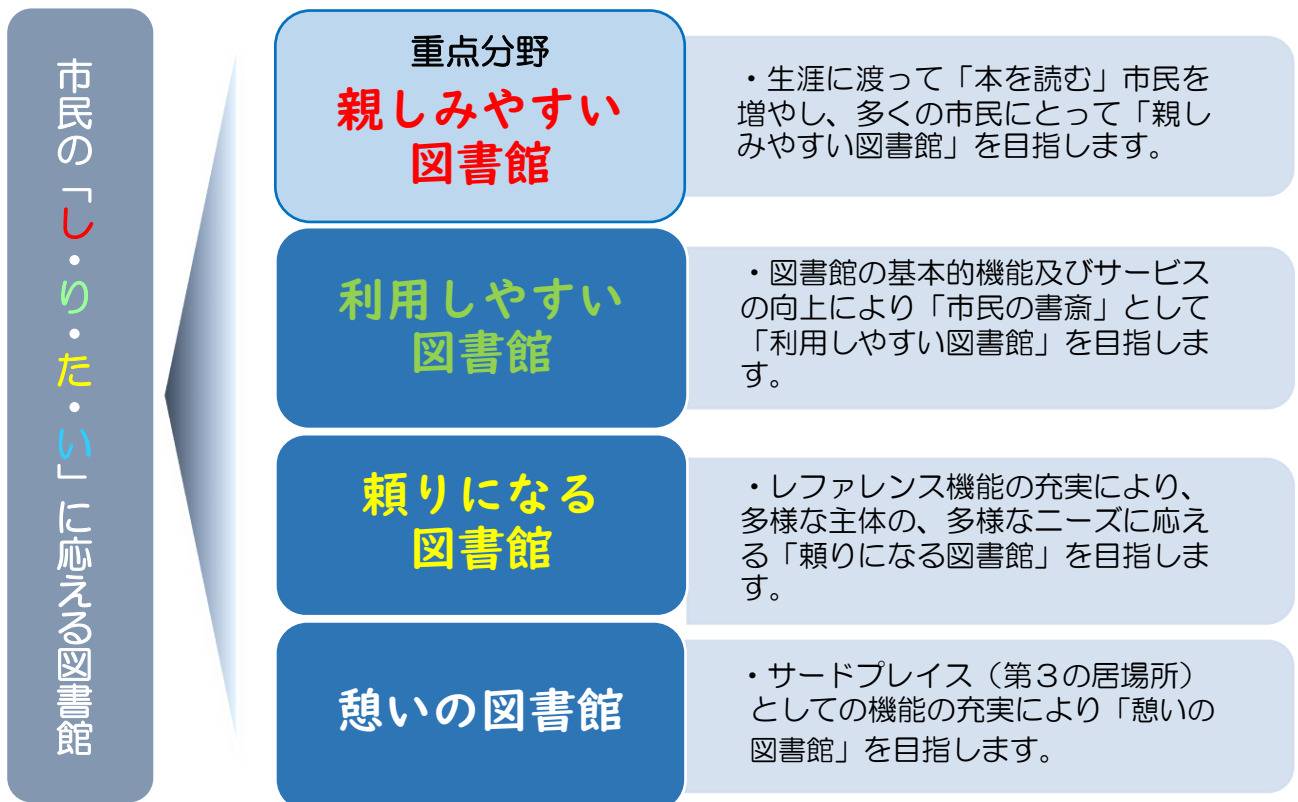 市民の「し・り・た・い」に応える図書館
重点分野
親しみやすい
図書館
・生涯に渡って「本を読む」市民を
増やし、多くの市民にとって「親し
みやすい図書館」を目指します。
利用しやすい
図書館
・図書館の基本的機能及びサービス
の向上により「市民の書斎」として
「利用しやすい図書館」を目指しま
す。
頼りになる
図書館
・レファレンス機能の充実により、
多様な主体の、多様なニーズに応え
る「頼りになる図書館」を目指しま
す。
憩いの図書館
・サードプレイス（第３の居場所）
としての機能の充実により「憩いの
図書館」を目指します。